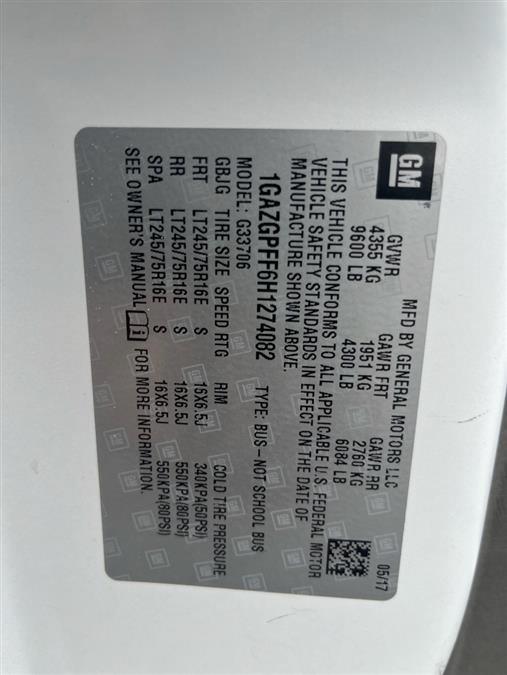 GM
MFD BY GENERAL MOTORS LLC
05/17
GVWR GAWR FRT GAWR RR
4355 KG 1951 KG 2760 KG
9600 LB 4300 LB 6084 LB
THIS VEHICLE CONFORMS TO ALL APPLICABLE U.S. FEDERAL MOTOR
VEHICLE SAFETY STANDARDS IN EFFECT ON THE DATE OF
MANUFACTURE SHOWN ABOVE.
1GAZGPFF6H1274082 TYPE: BUS-NOT SCHOOL BUS
MODEL: G33706
GBJG TIRE SIZE SPEED RTG RIM COLD TIRE PRESSURE
FRT LT245/75R16E S 16X6.5J 340KPA(50PSI)
RR LT245/75R16E S 16X6.5J 550KPA(80PSI)
SPA LT245/75R16E S 16X6.5J 550KPA(80PSI)
SEE OWNER'S MANUAL FOR MORE INFORMATION.